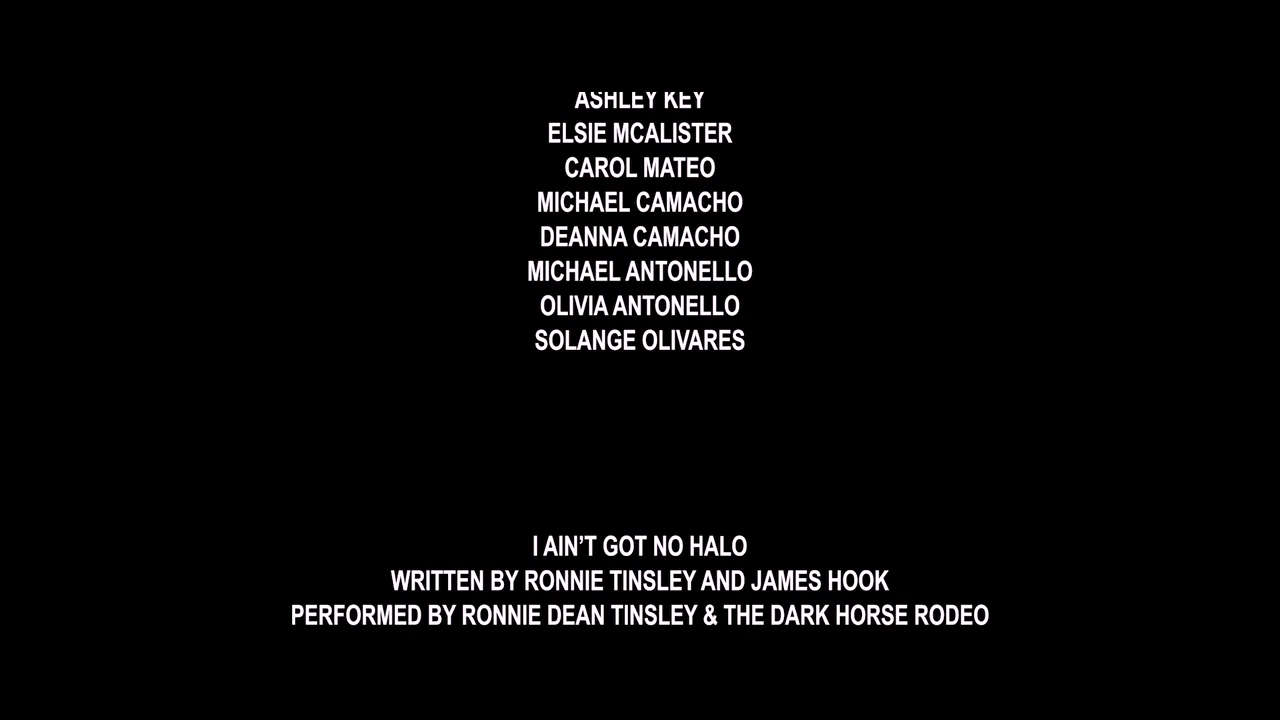 ASHLEY KEY
ELSIE MCALISTER
CAROL MATEO
MICHAEL CAMACHO
DEANNA CAMACHO
MICHAEL ANTONELLO
OLIVIA ANTONELLO
SOLANGE OLIVARES
I AIN’T GOT NO HALO
WRITTEN BY RONNIE TINSLEY AND JAMES HOOK
PERFORMED BY RONNIE DEAN TINSLEY & THE DARK HORSE RODEO